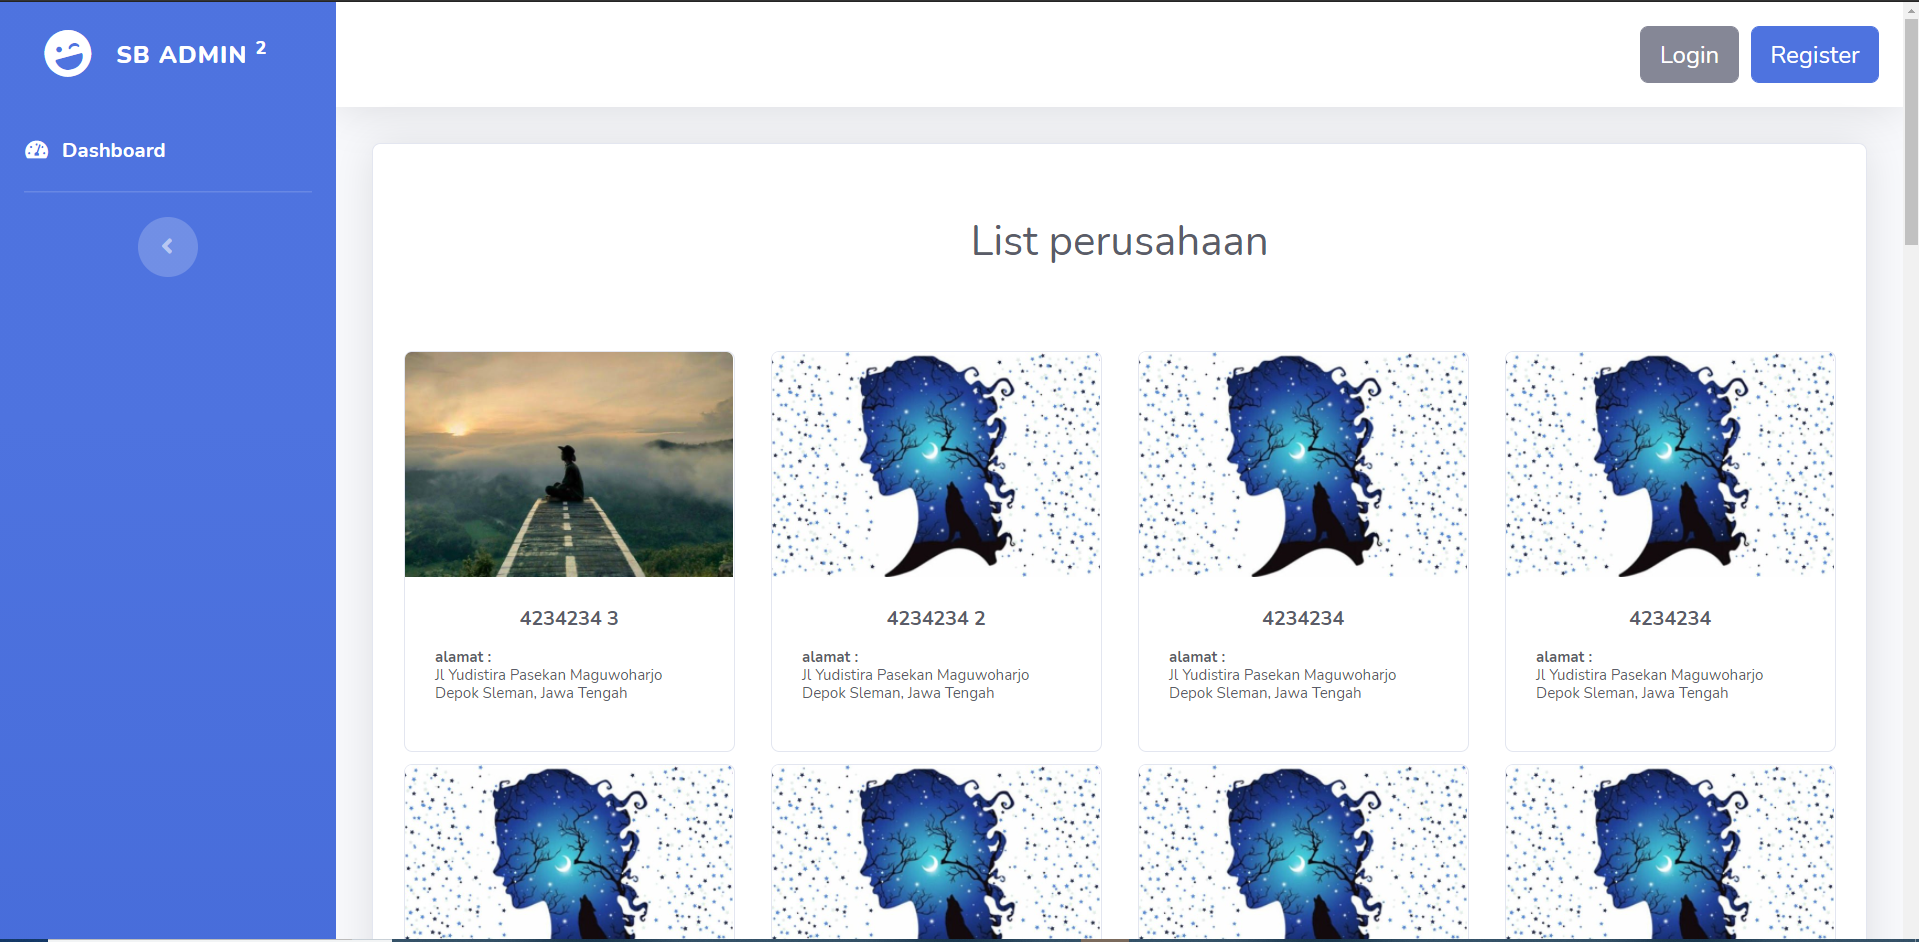 SB ADMIN 2
Login
Register
Dashboard
List perusahaan
4234234 3
alamat :
Jl Yudistira Pasekan Maguwoharjo
Depok Sleman, Jawa Tengah
4234234 2
alamat :
Jl Yudistira Pasekan Maguwoharjo
Depok Sleman, Jawa Tengah
4234234
alamat :
Jl Yudistira Pasekan Maguwoharjo
Depok Sleman, Jawa Tengah
4234234
alamat :
Jl Yudistira Pasekan Maguwoharjo
Depok Sleman, Jawa Tengah